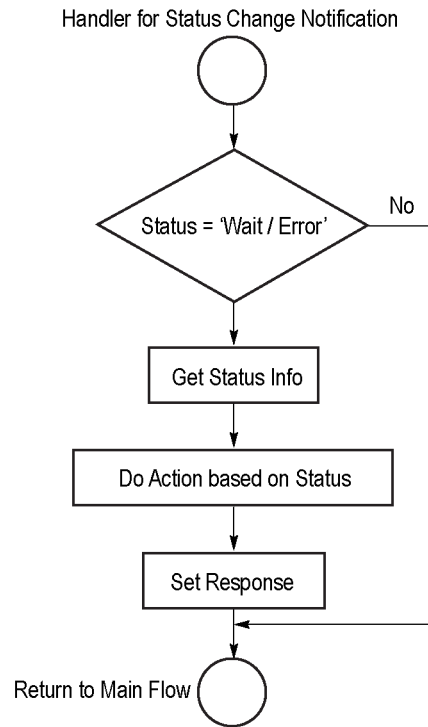 Handler for Status Change Notification
Status = ‘Wait / Error’
No
Get Status Info
Do Action based on Status
Set Response
Return to Main Flow